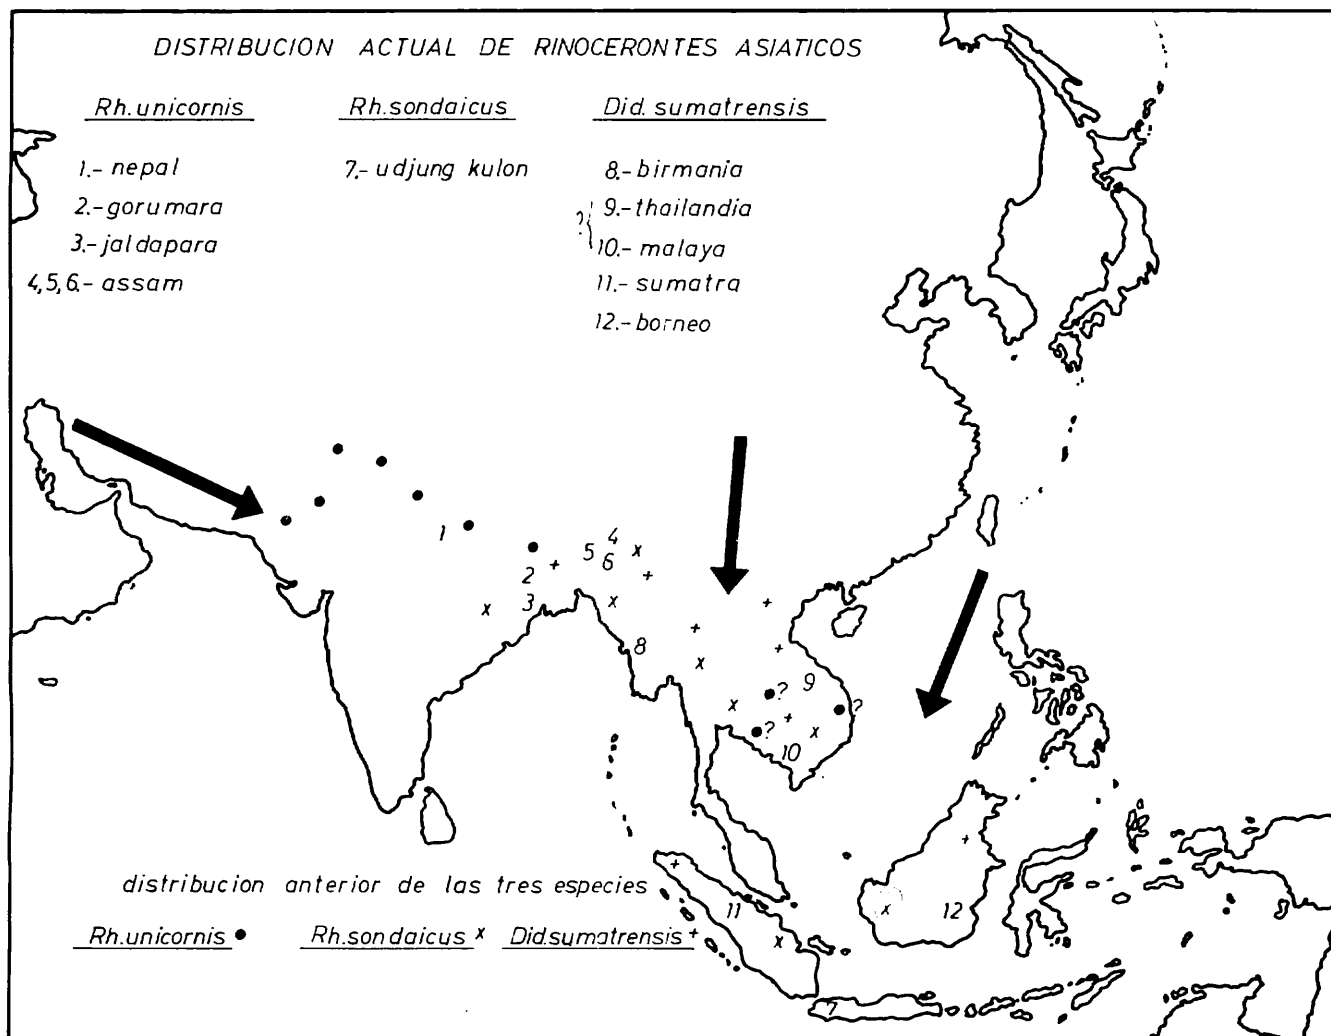 DISTRIBUCION ACTUAL DE RINOCERONTES ASIATICOS
Rh.unicornis
1.- nepal
2.- gorumara
3.- jaldapara
4,5,6.- assam
Rh.sondaicus
7.- udjung kulon
Did. sumatrensis
8.- birmania
?{ 9.- thailandia
10.- malaya
11.- sumatra
12.- borneo
1
2
3
4
5
6
8
9
?
?
?
10
11
12
7
distribucion anterior de las tres especies
Rh.unicornis ● Rh.sondaicus x Did.sumatrensis +